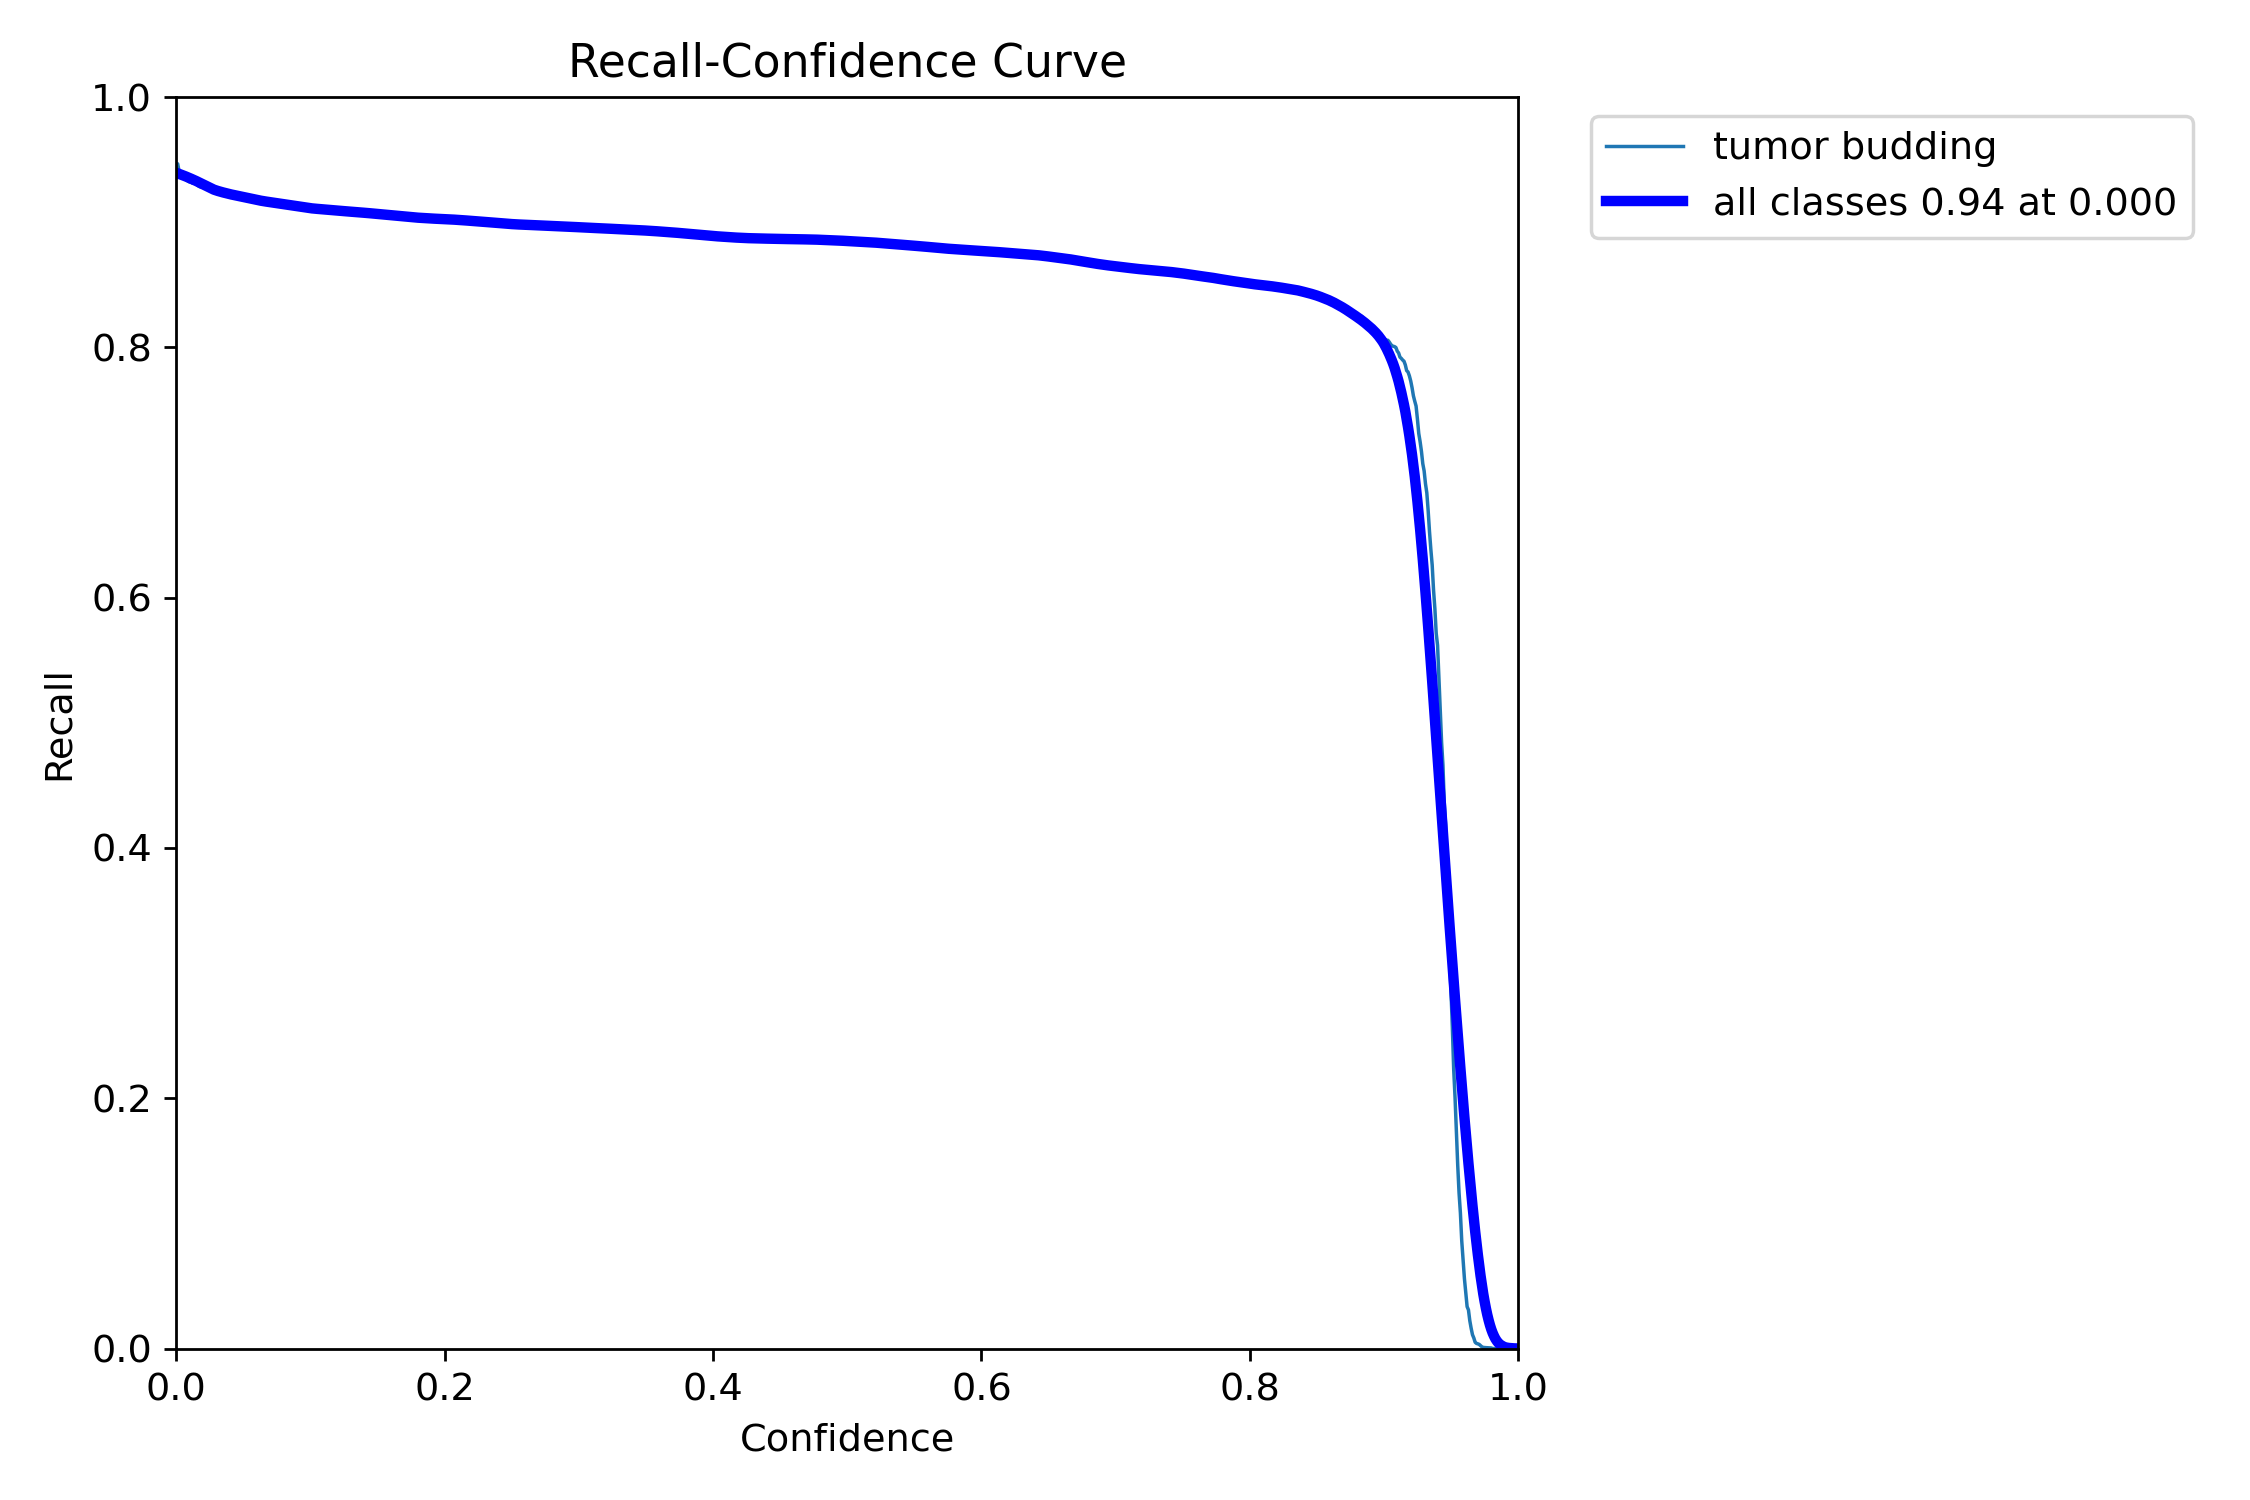 Recall-Confidence Curve
tumor budding
all classes 0.94 at 0.000
1.0
0.8
0.6
0.4
0.2
0.0
Recall
0.0 0.2 0.4 0.6 0.8 1.0
Confidence